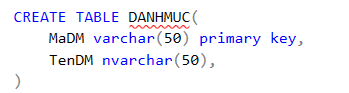 CREATE TABLE DANHMUC(
    MaDM varchar(50) primary key,
    TenDM nvarchar(50),
)